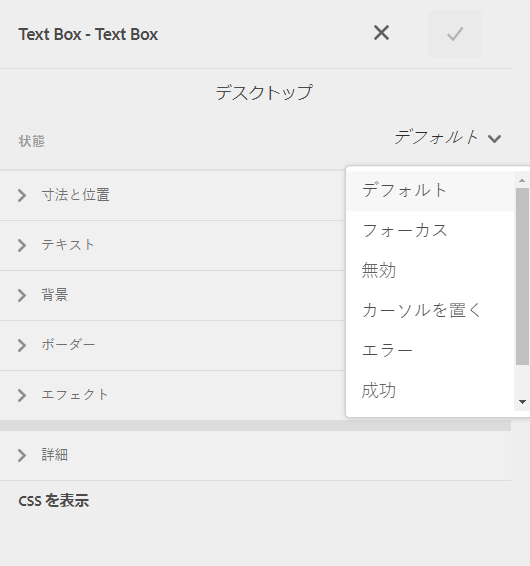 Text Box - Text Box
デスクトップ
状態
デフォルト
デフォルト
寸法と位置
フォーカス
テキスト
無効
背景
カーソルを置く
ボーダー
エラー
エフェクト
成功
詳細
CSS を表示